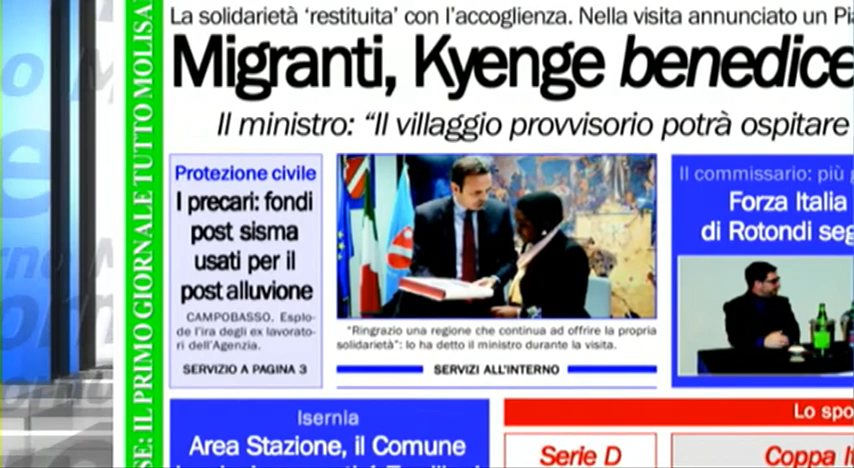 La solidarietà ‘restituita’ con l’accoglienza. Nella visita annunciato un
Migranti, Kyenge benedice
Il ministro: “Il villaggio provvisorio potrà ospitare
SE: IL PRIMO GIORNALE TUTTO MOLISA
Protezione civile
I precari: fondi
post sisma
usati per il
post alluvione
CAMPOBASSO. Esplo-
de l’ira degli ex lavorato-
ri dell’Agenzia.
SERVIZIO A PAGINA 3
“Ringrazio una regione che continua ad offrire la propria
solidarietà”: lo ha detto il ministro durante la visita.
SERVIZI ALL’INTERNO
Il commissario: più
Forza Italia
di Rotondi seg
Isernia
Area Stazione, il Comune
Lo spo
Serie D
Coppa It